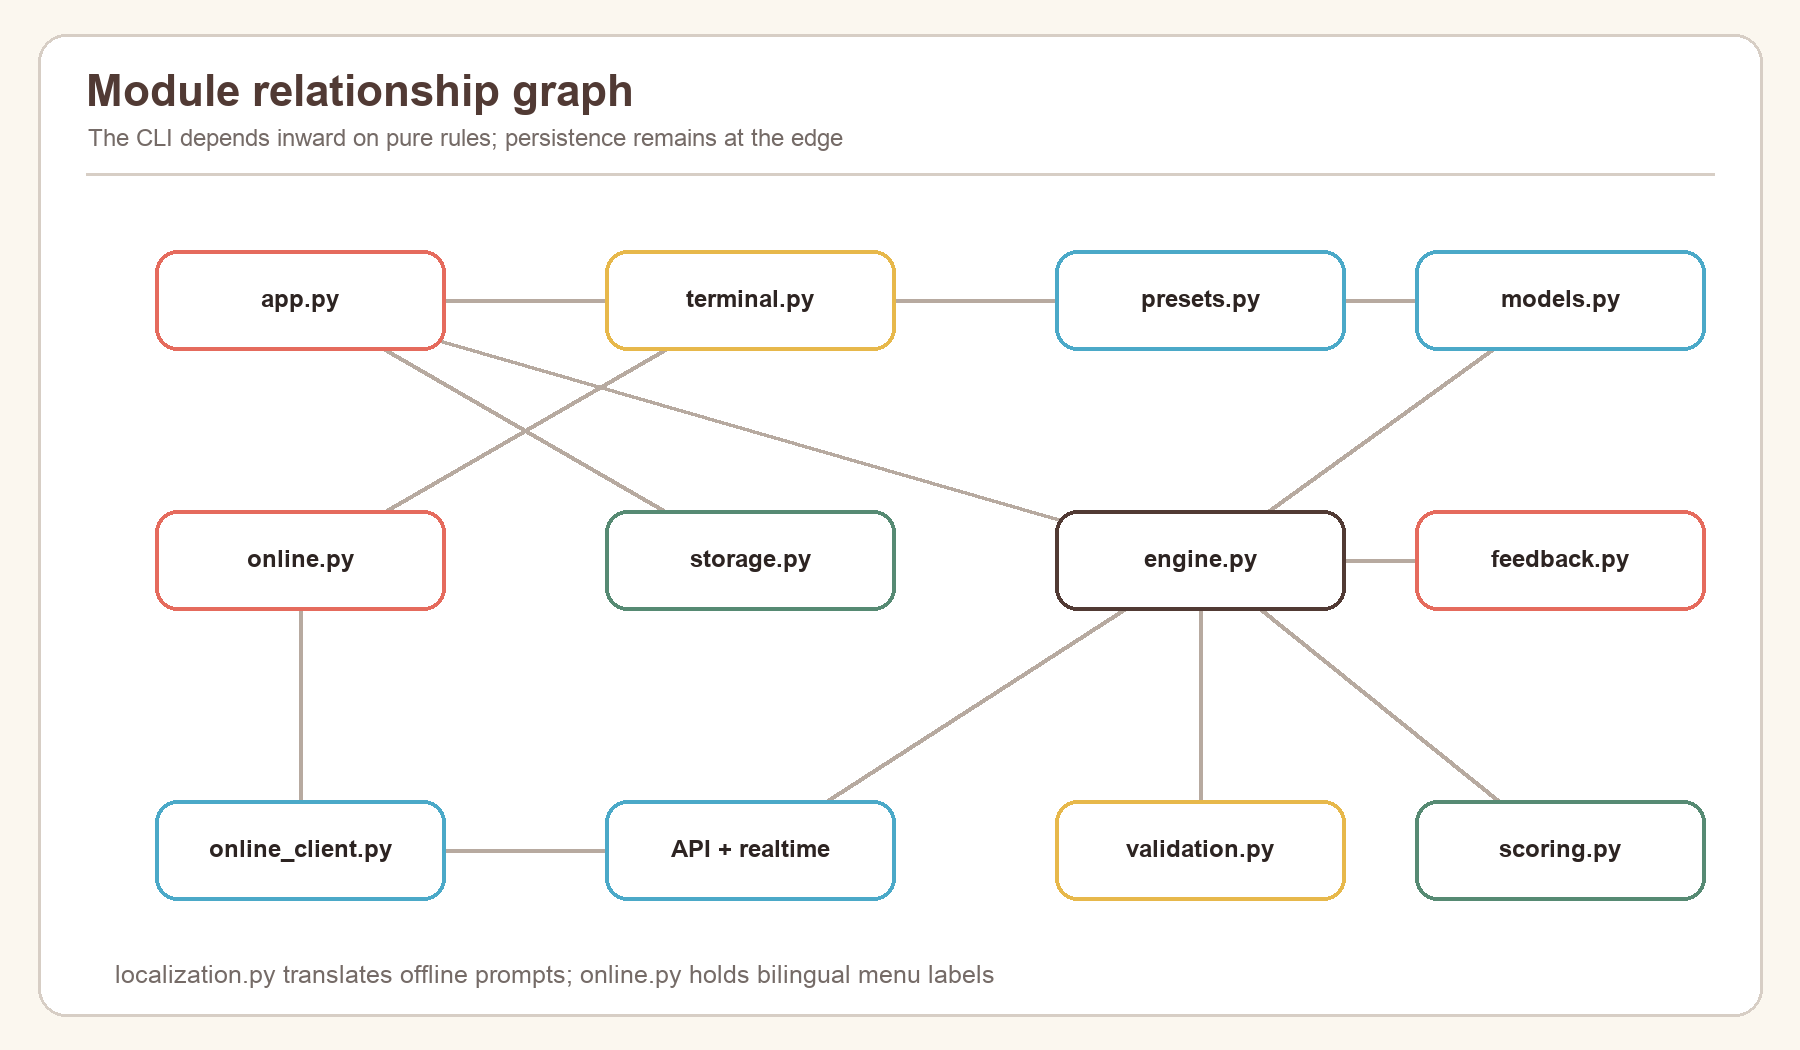 Module relationship graph
The CLI depends inward on pure rules; persistence remains at the edge
app.py
terminal.py
presets.py
models.py
online.py
storage.py
engine.py
feedback.py
online_client.py
API + realtime
validation.py
scoring.py
localization.py translates offline prompts; online.py holds bilingual menu labels